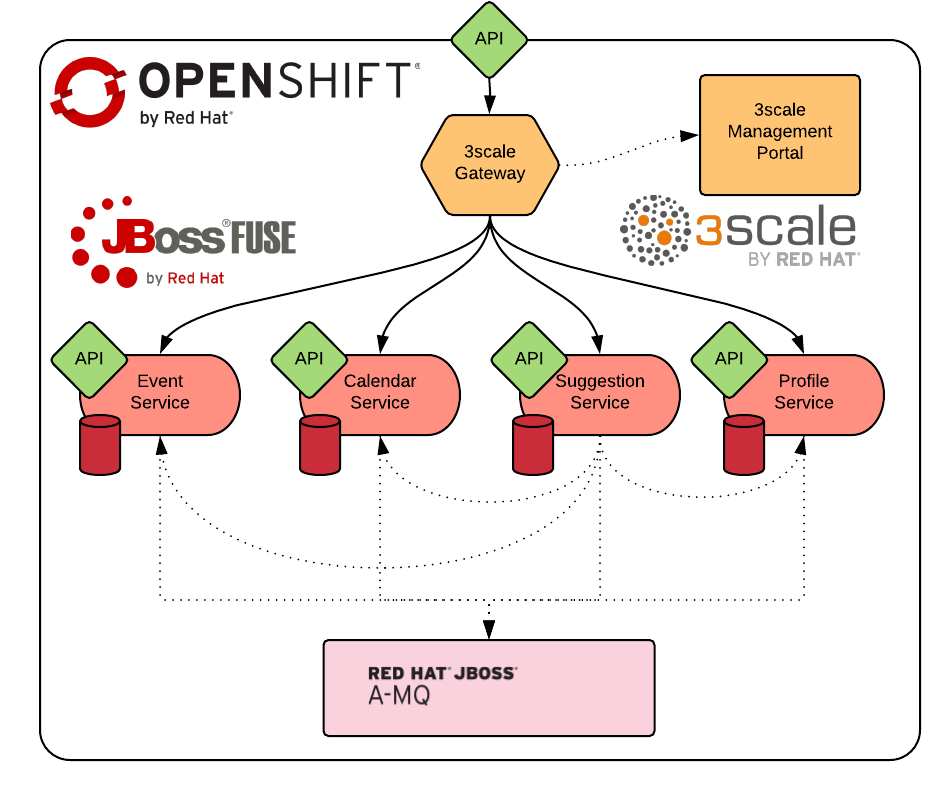 API
OPENSHIFT
by Red Hat®
3scale
Gateway
3scale
Management
Portal
JBoss® FUSE
by Red Hat
3scale
BY RED HAT®
API
Event
Service
API
Calendar
Service
API
Suggestion
Service
API
Profile
Service
RED HAT® JBOSS®
A-MQ